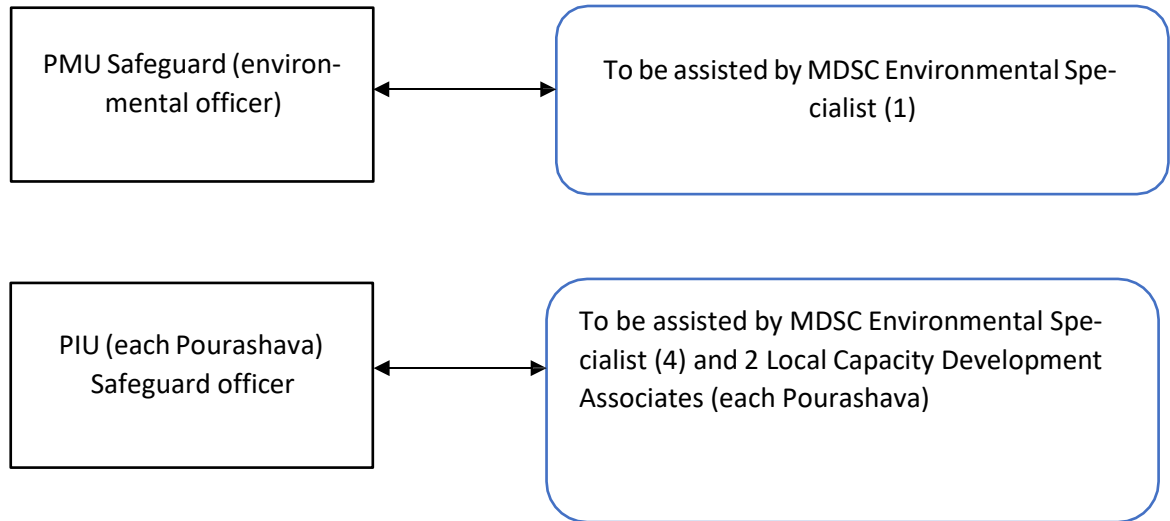 PMU Safeguard (environ-
mental officer)
To be assisted by MDSC Environmental Spe-
cialist (1)
PIU (each Pourashava)
Safeguard officer
To be assisted by MDSC Environmental Spe-
cialist (4) and 2 Local Capacity Development
Associates (each Pourashava)